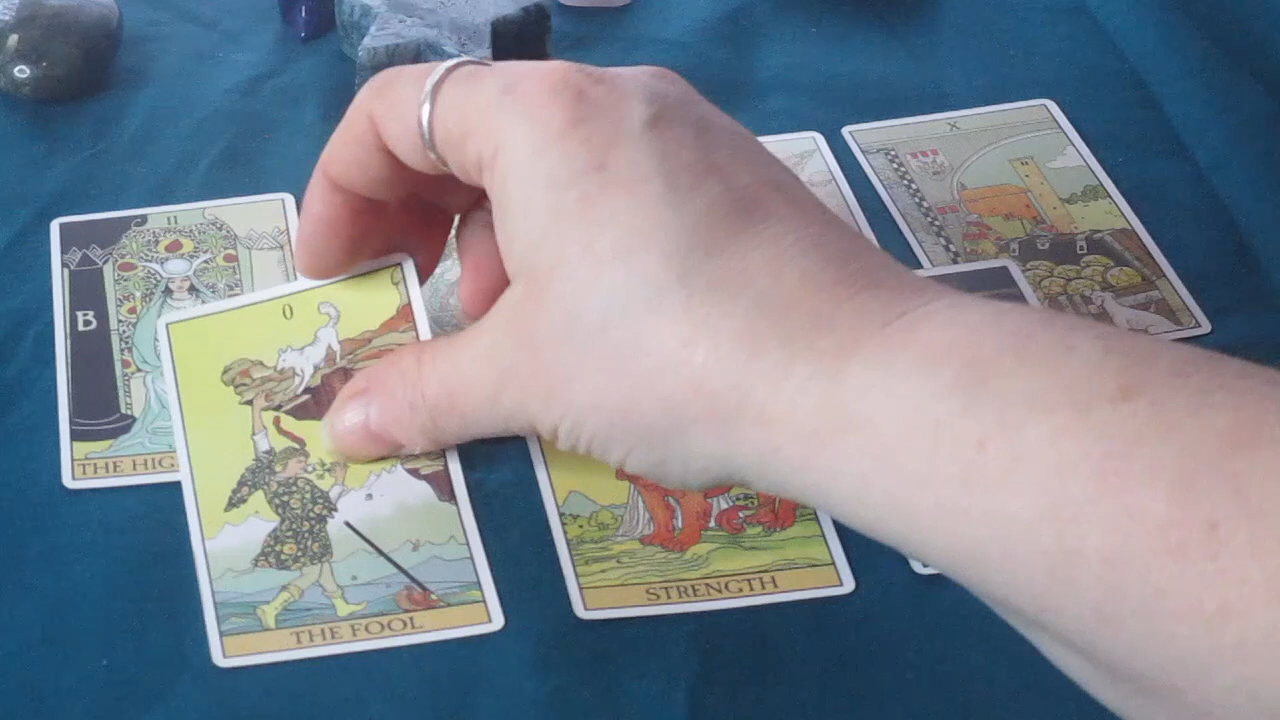 II
X
B
0
THE HIG
STRENGTH
THE FOOL